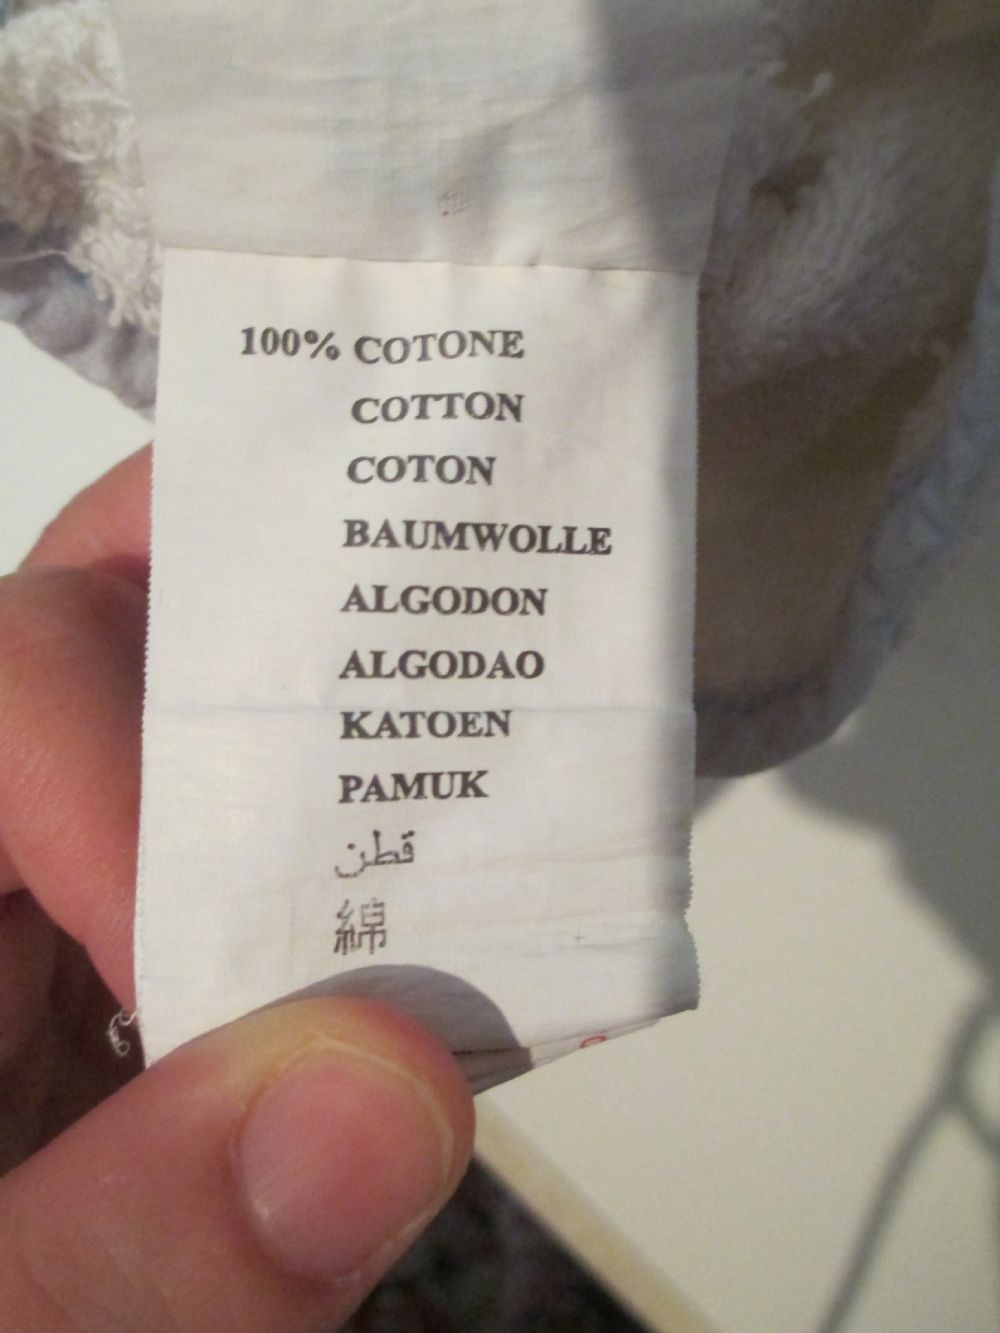 100% COTONE
COTTON
COTON
BAUMWOLLE
ALGODON
ALGODAO
KATOEN
PAMUK
قطن
綿